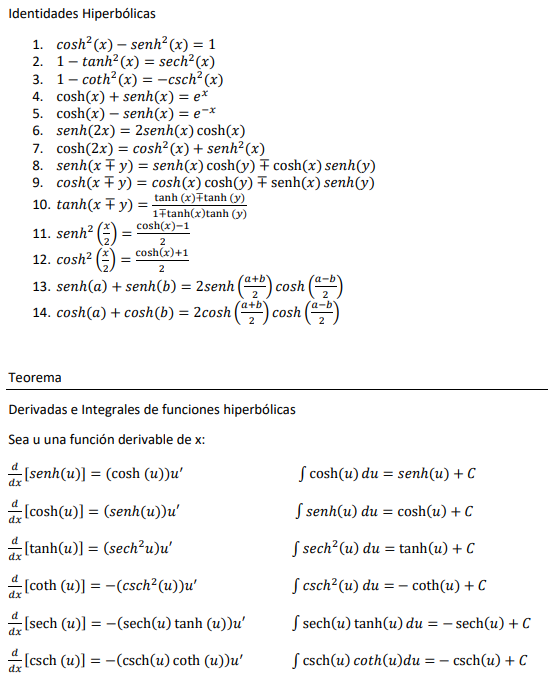 Identidades Hiperbólicas
1. cosh²(x) − senh²(x) = 1
2. 1 − tanh²(x) = sech²(x)
3. 1 − coth²(x) = −csch²(x)
4. cosh(x) + senh(x) = eˣ
5. cosh(x) − senh(x) = e⁻ˣ
6. senh(2x) = 2senh(x) cosh(x)
7. cosh(2x) = cosh²(x) + senh²(x)
8. senh(x ∓ y) = senh(x) cosh(y) ∓ cosh(x) senh(y)
9. cosh(x ∓ y) = cosh(x) cosh(y) ∓ senh(x) senh(y)
10. tanh(x ∓ y) = (tanh (x)∓tanh (y))/(1∓tanh(x)tanh (y))
11. senh² (x/2) = (cosh(x)−1)/2
12. cosh² (x/2) = (cosh(x)+1)/2
13. senh(a) + senh(b) = 2senh ((a+b)/2) cosh ((a−b)/2)
14. cosh(a) + cosh(b) = 2cosh ((a+b)/2) cosh ((a−b)/2)
Teorema
Derivadas e Integrales de funciones hiperbólicas
Sea u una función derivable de x:
d/dx [senh(u)] = (cosh (u))u′ ∫ cosh(u) du = senh(u) + C
d/dx [cosh(u)] = (senh(u))u′ ∫ senh(u) du = cosh(u) + C
d/dx [tanh(u)] = (sech²u)u′ ∫ sech²(u) du = tanh(u) + C
d/dx [coth (u)] = −(csch²(u))u′ ∫ csch²(u) du = − coth(u) + C
d/dx [sech (u)] = −(sech(u) tanh (u))u′ ∫ sech(u) tanh(u) du = − sech(u) + C
d/dx [csch (u)] = −(csch(u) coth (u))u′ ∫ csch(u) coth(u)du = − csch(u) + C